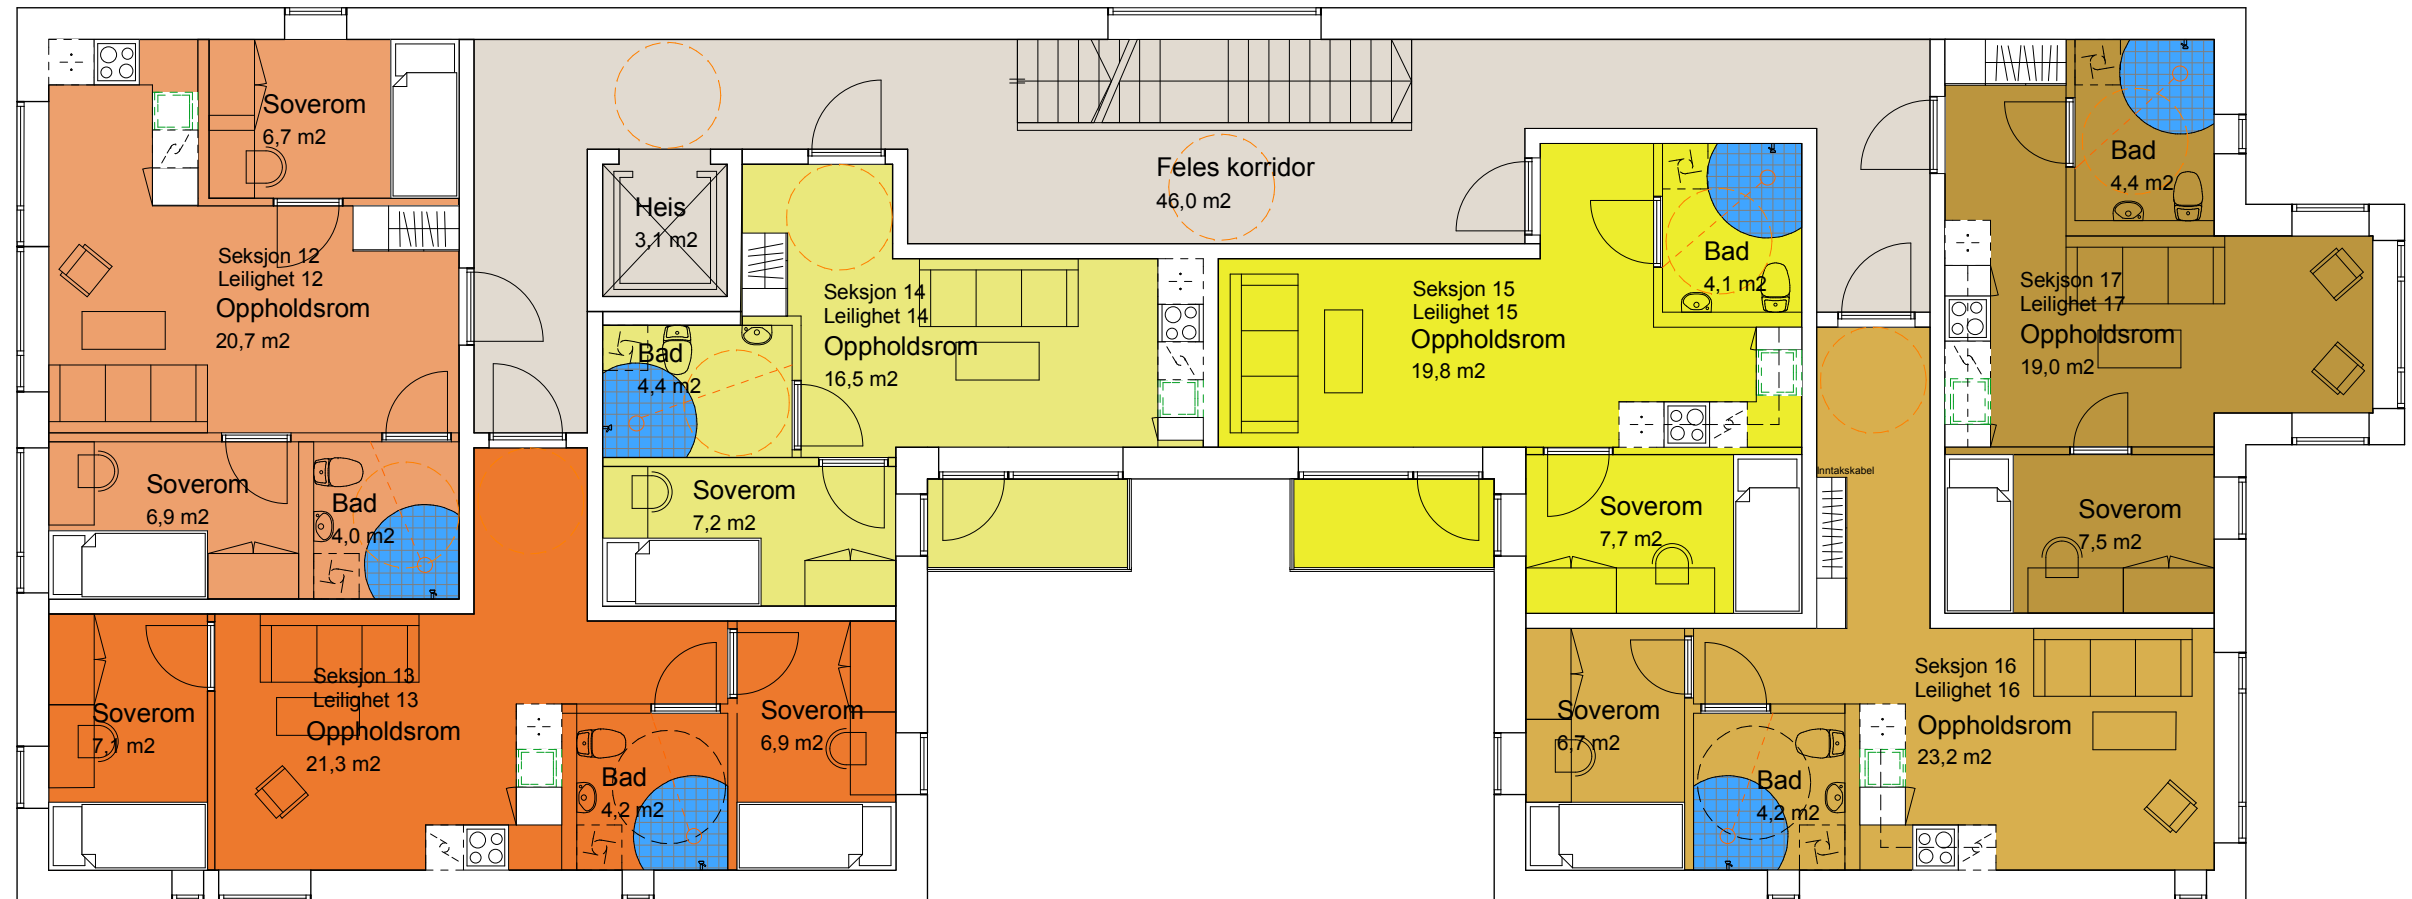 Soverom
6,7 m2
Seksjon 12
Leilighet 12
Oppholdsrom
20,7 m2
Soverom
6,9 m2
Bad
4,0 m2
Heis
3,1 m2
Feles korridor
46,0 m2
Seksjon 14
Leilighet 14
Oppholdsrom
16,5 m2
Bad
4,4 m2
Soverom
7,2 m2
Seksjon 15
Leilighet 15
Oppholdsrom
19,8 m2
Bad
4,1 m2
Soverom
7,7 m2
Bad
4,4 m2
Sekjson 17
Leilighet 17
Oppholdsrom
19,0 m2
Soverom
7,5 m2
Inntakskabel
Soverom
7,1 m2
Seksjon 13
Leilighet 13
Oppholdsrom
21,3 m2
Bad
4,2 m2
Soverom
6,9 m2
Soverom
6,7 m2
Bad
4,2 m2
Seksjon 16
Leilighet 16
Oppholdsrom
23,2 m2